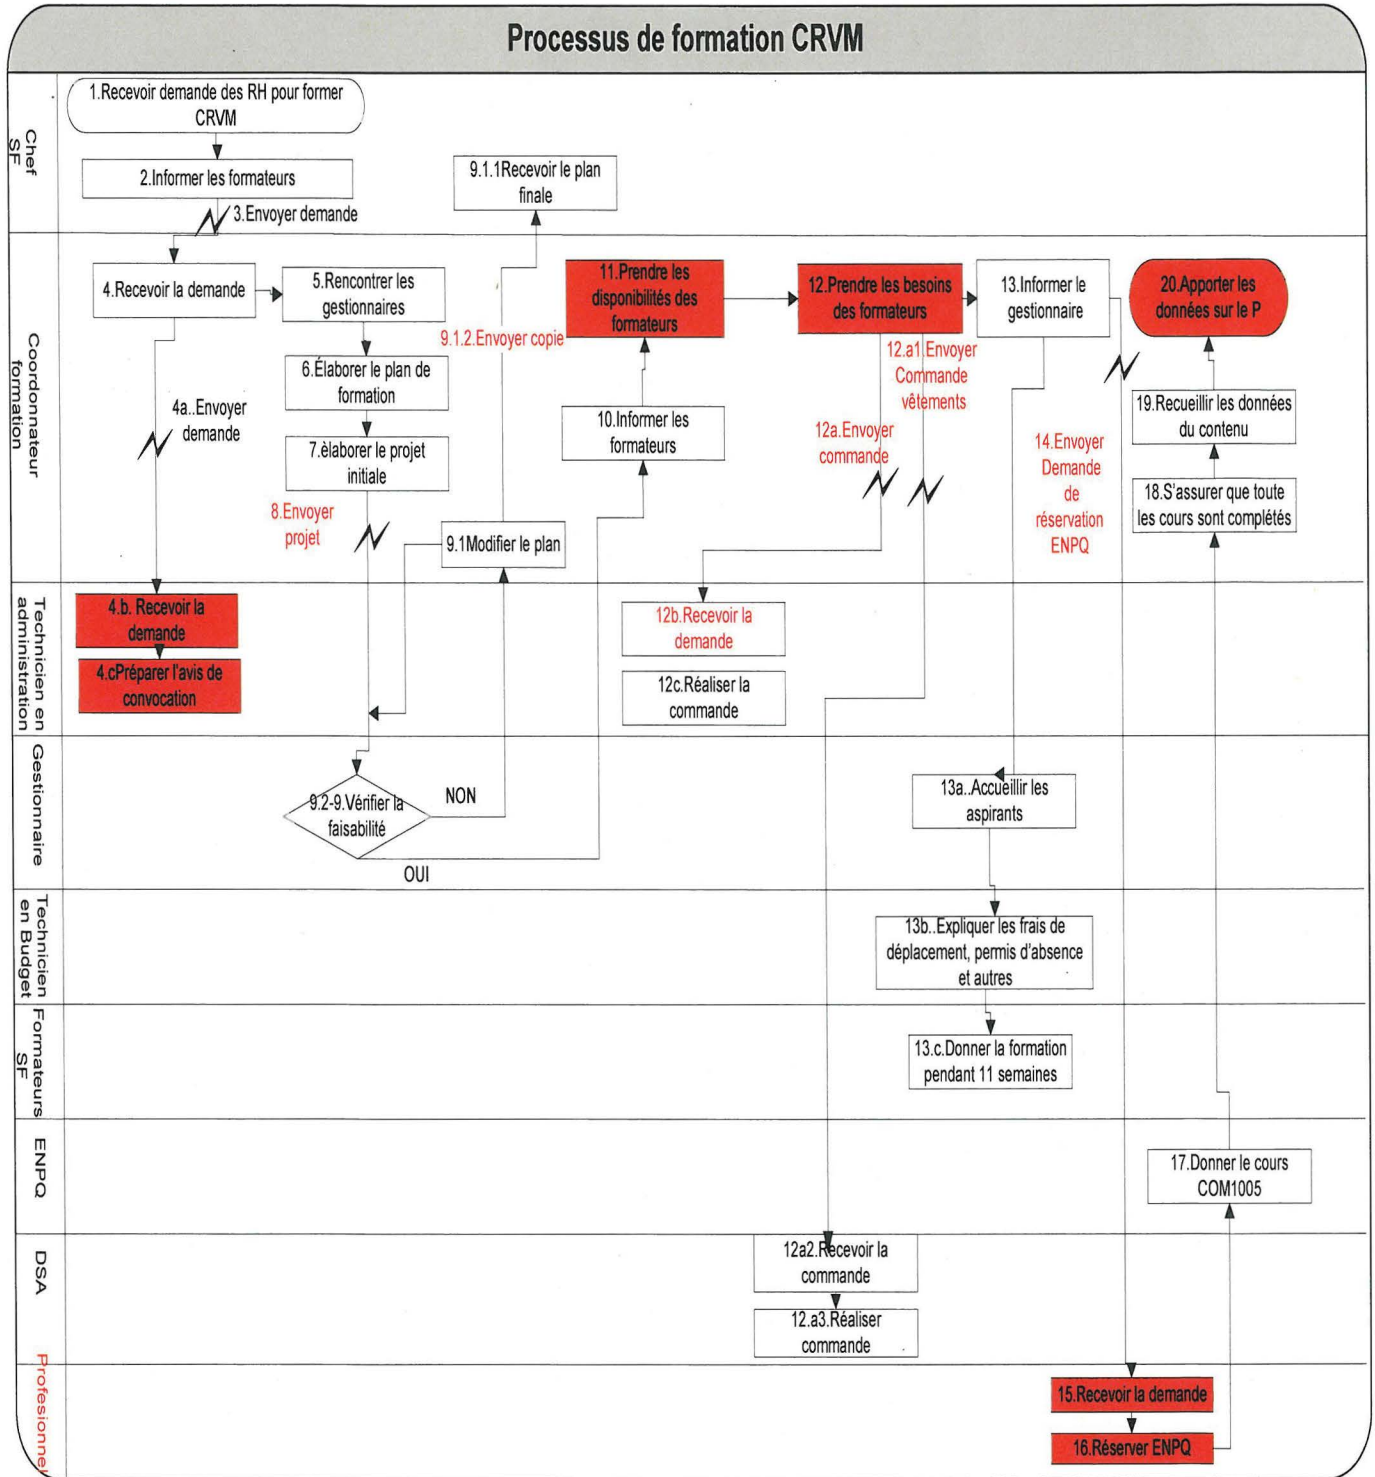 Processus de formation CRVM
Chef
SF
1.Recevoir demande des RH pour former
CRVM
2.Informer les formateurs
3.Envoyer demande
9.1.1Recevoir le plan
finale
Coordonnateur
formation
4.Recevoir la demande
5.Rencontrer les
gestionnaires
9.1.2.Envoyer copie
11.Prendre les
disponibilités des
formateurs
12.Prendre les besoins
des formateurs
13.Informer le
gestionnaire
20.Apporter les
données sur le P
6.Élaborer le plan de
formation
12.a1.Envoyer
Commande
vêtements
4a..Envoyer
demande
7.èlaborer le projet
initiale
10.Informer les
formateurs
12a.Envoyer
commande
14.Envoyer
Demande
de
réservation
ENPQ
19.Recueillir les données
du contenu
18.S'assurer que toute
les cours sont complétés
8.Envoyer
projet
9.1Modifier le plan
Technicien en
administration
4.b. Recevoir la
demande
4.cPréparer l'avis de
convocation
12b.Recevoir la
demande
12c.Réaliser la
commande
Gestionnaire
9.2-9.Vérifier la
faisabilité
NON
OUI
13a..Accueillir les
aspirants
Technicien
en Budget
13b..Expliquer les frais de
déplacement, permis d'absence
et autres
Formateurs
SF
13.c.Donner la formation
pendant 11 semaines
ENPQ
17.Donner le cours
COM1005
DSA
12a2.Recevoir la
commande
12.a3.Réaliser
commande
Profesionnel
15.Recevoir la demande
16.Réserver ENPQ